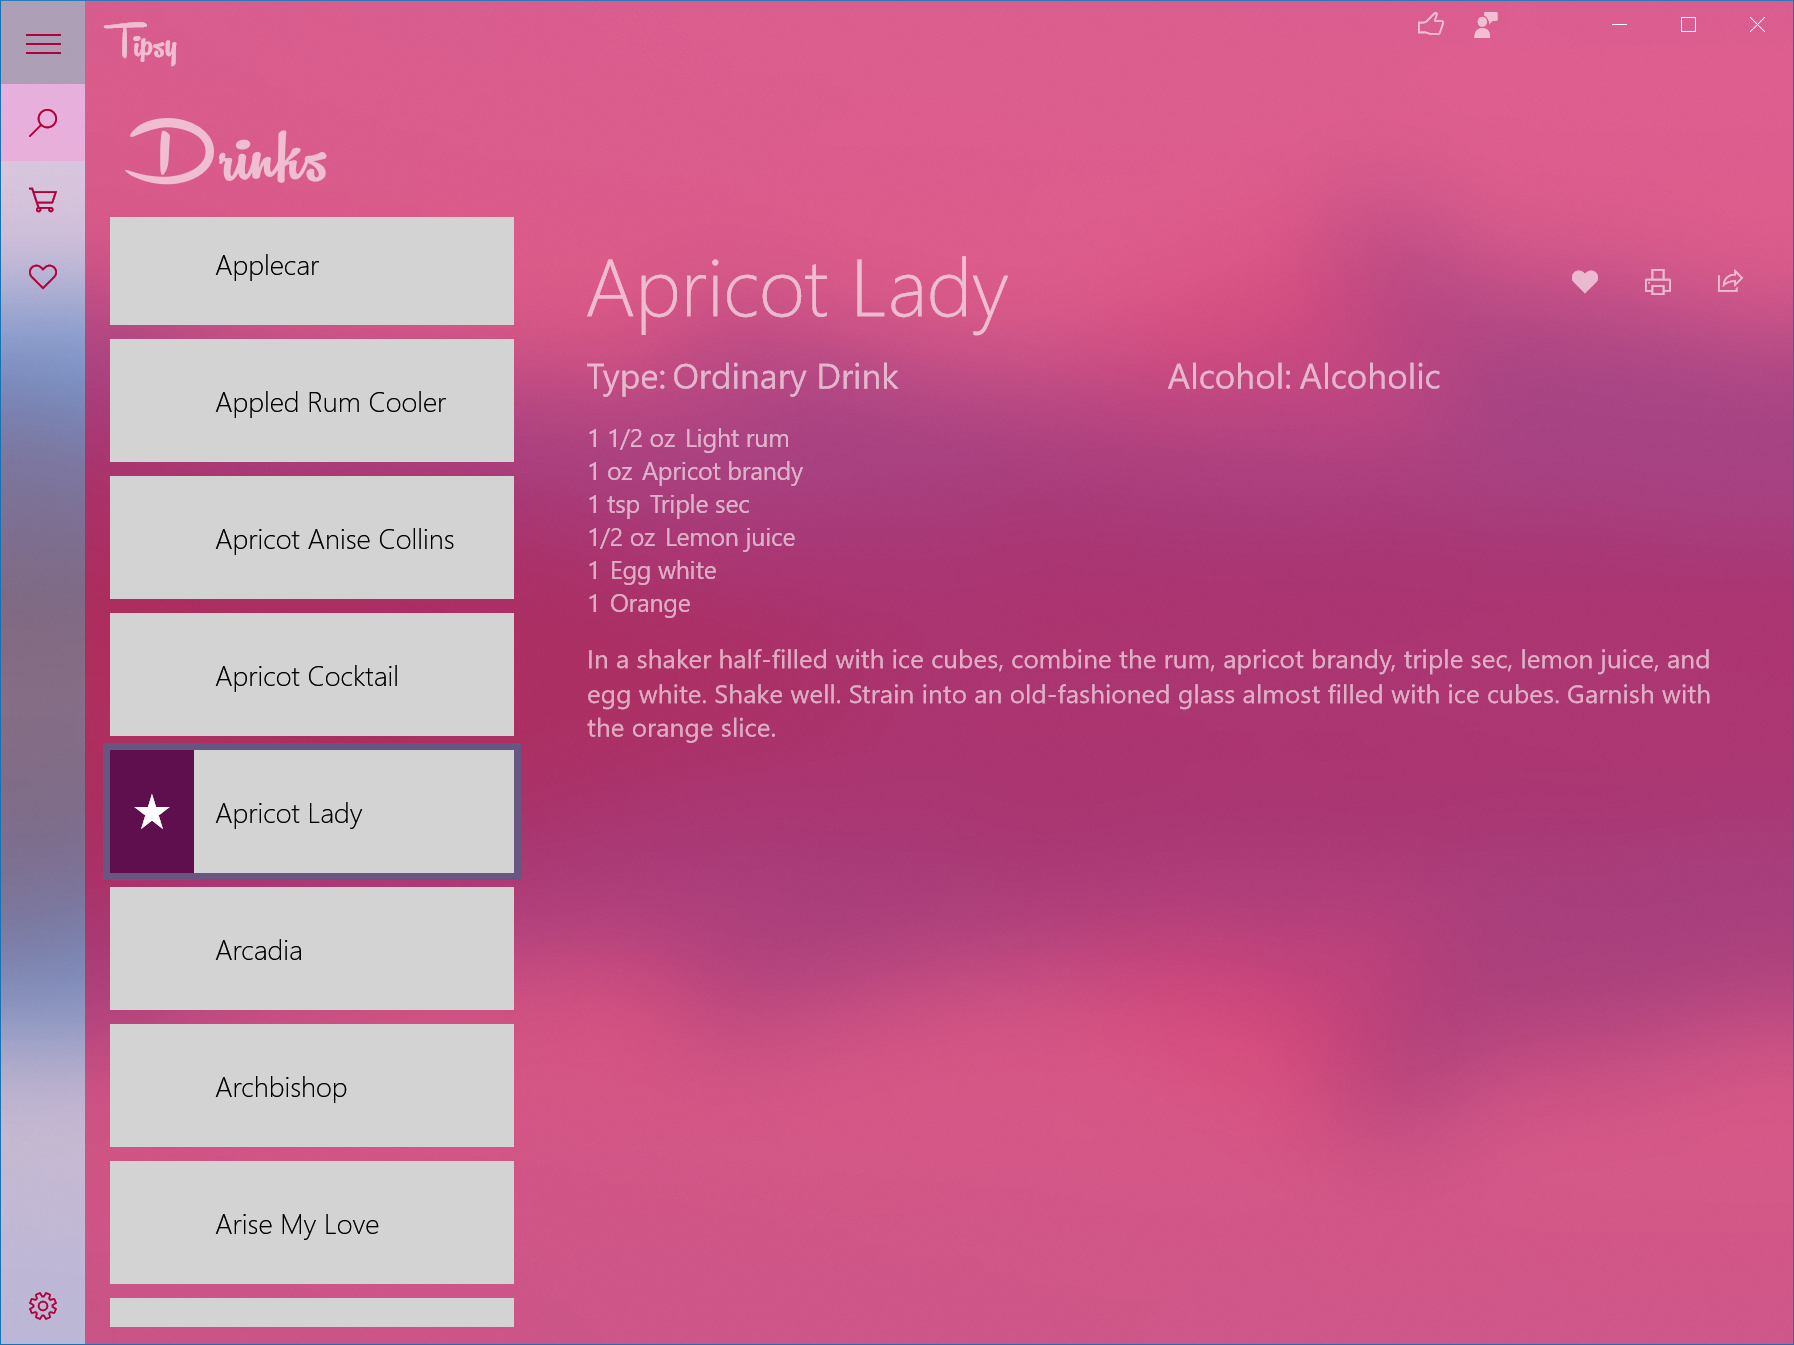 Tipsy
Drinks
Applecar
Appled Rum Cooler
Apricot Anise Collins
Apricot Cocktail
Apricot Lady
Arcadia
Archbishop
Arise My Love
Apricot Lady
Type: Ordinary Drink
Alcohol: Alcoholic
1 1/2 oz Light rum
1 oz Apricot brandy
1 tsp Triple sec
1/2 oz Lemon juice
1 Egg white
1 Orange
In a shaker half-filled with ice cubes, combine the rum, apricot brandy, triple sec, lemon juice, and
egg white. Shake well. Strain into an old-fashioned glass almost filled with ice cubes. Garnish with
the orange slice.